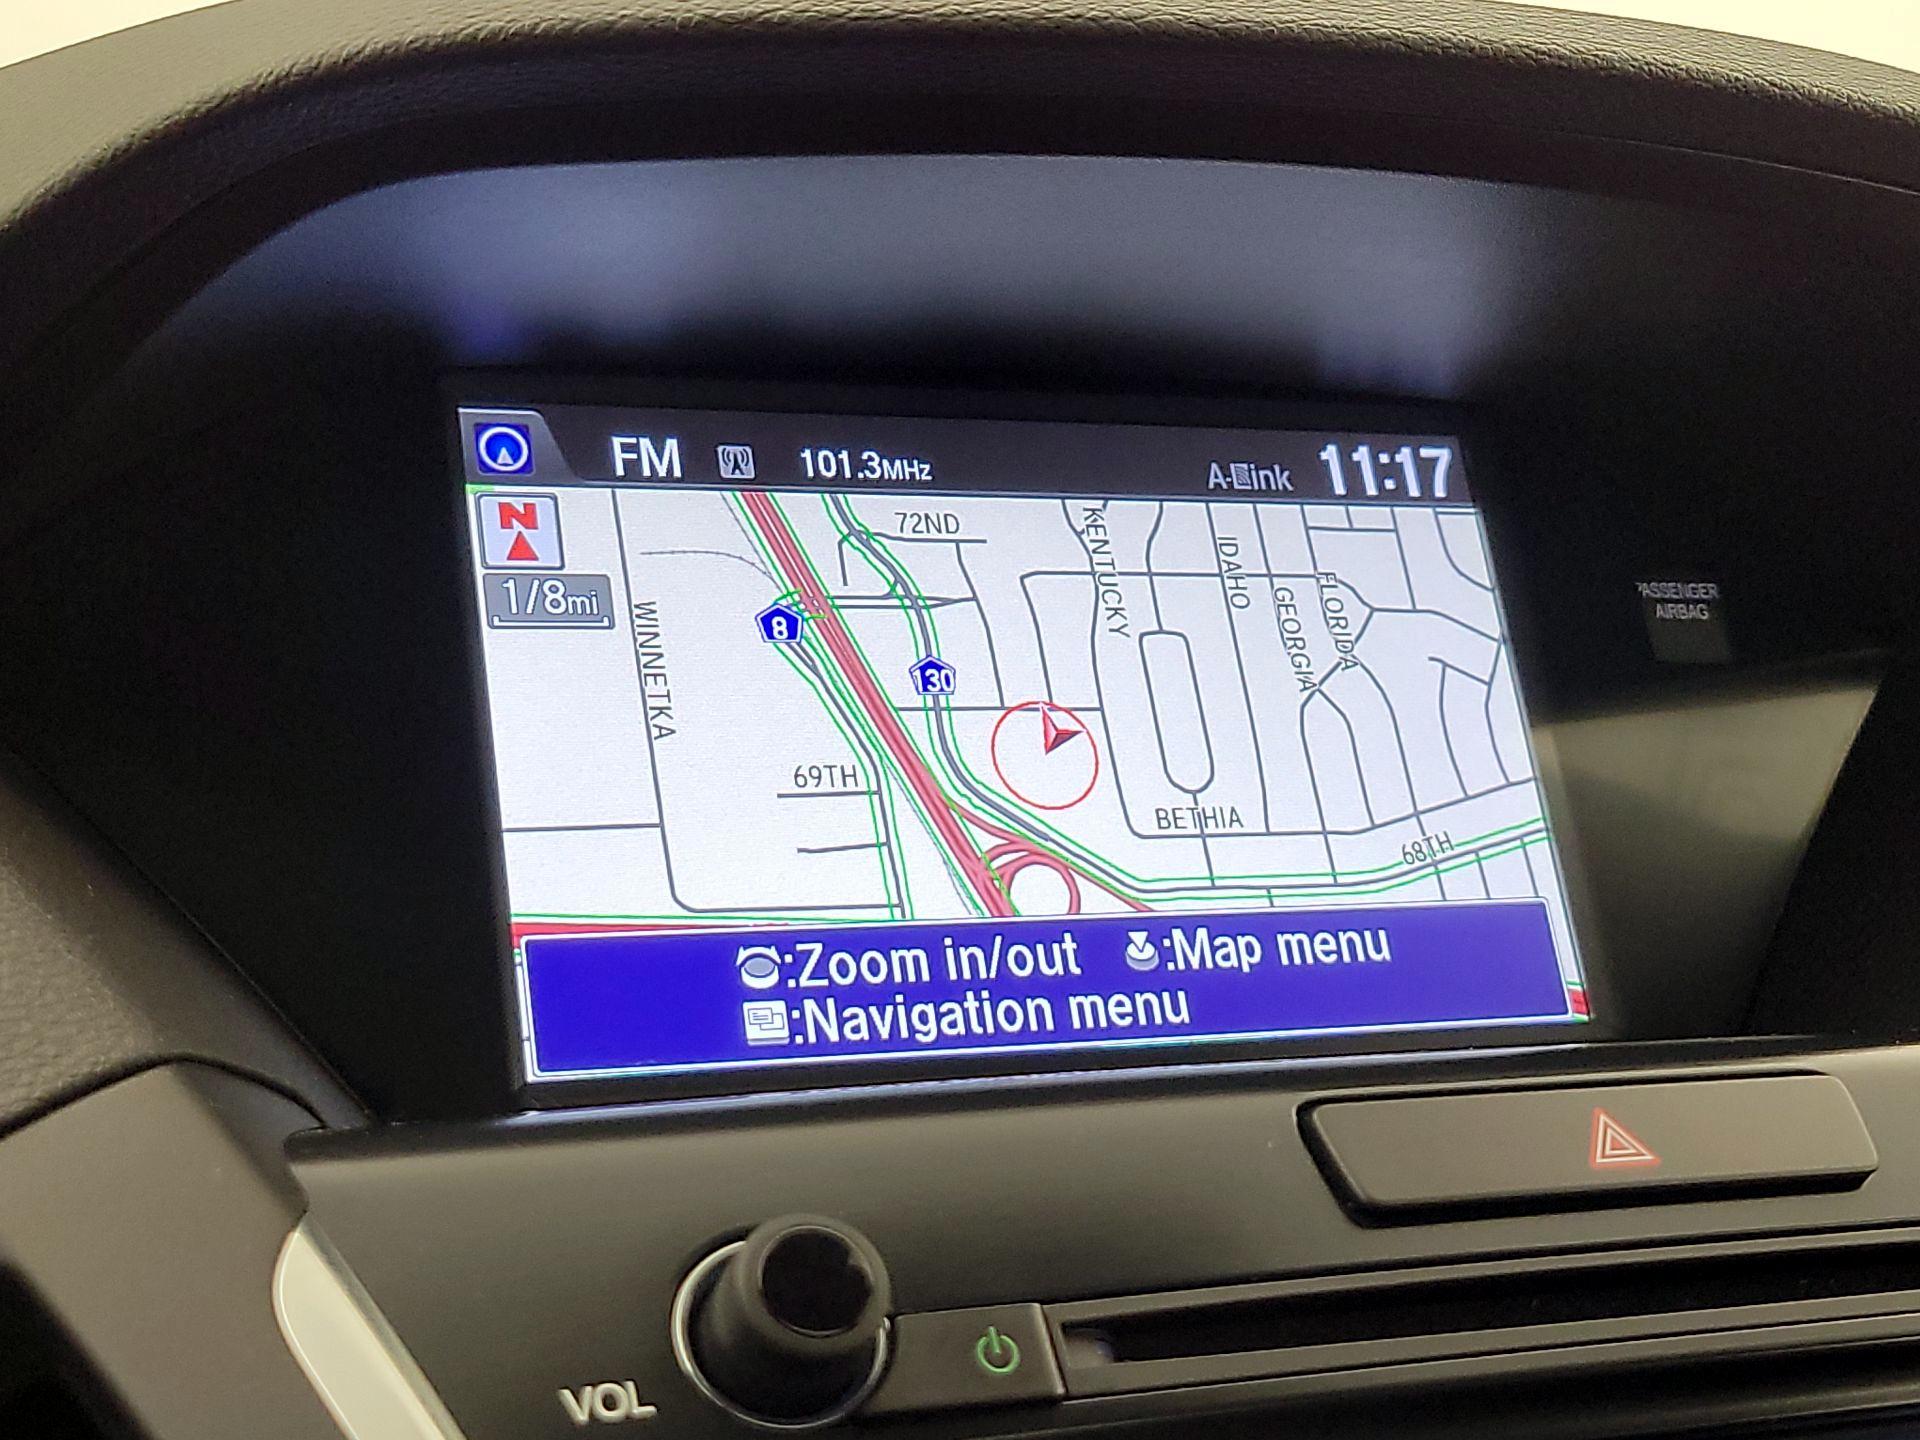 FM 101.3MHz A-Link 11:17
N
1/8mi
72ND
KENTUCKY
IDAHO
GEORGIA
FLORIDA
WINNETKA
8
130
69TH
BETHIA
68TH
:Zoom in/out :Map menu
:Navigation menu
PASSENGER
AIRBAG
VOL